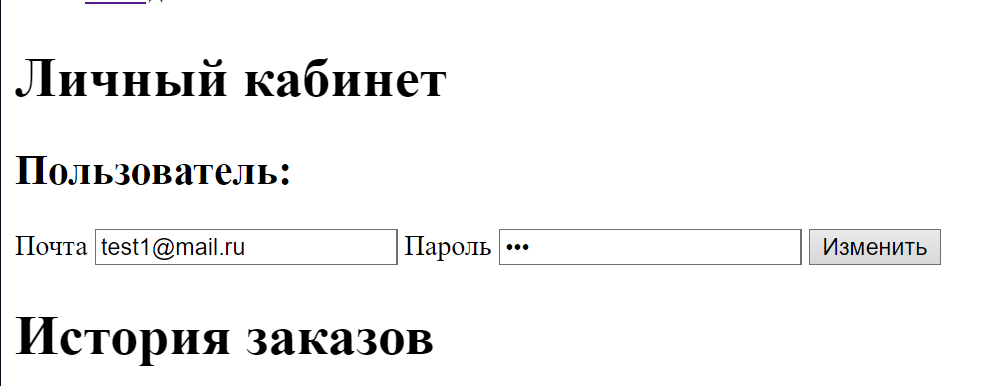 Личный кабинет
Пользователь:
Почта test1@mail.ru Пароль ••• Изменить
История заказов